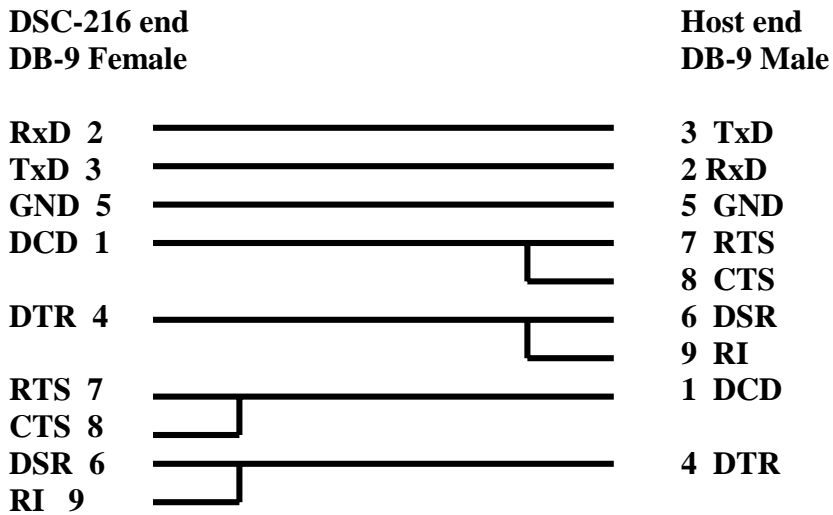 DSC-216 end Host end
DB-9 Female DB-9 Male
RxD 2 3 TxD
TxD 3 2 RxD
GND 5 5 GND
DCD 1 7 RTS
8 CTS
DTR 4 6 DSR
9 RI
RTS 7 1 DCD
CTS 8
DSR 6 4 DTR
RI 9